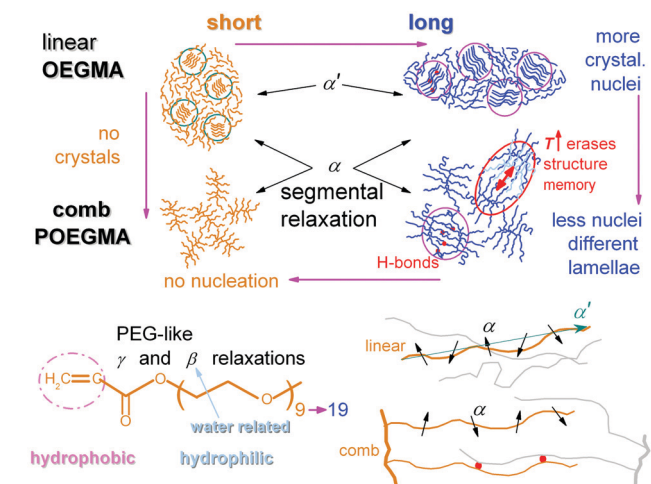 short
long
linear
OEGMA
more
crystal.
nuclei
α'
no
crystals
T↑ erases
structure
memory
α
segmental
relaxation
comb
POEGMA
less nuclei
different
lamellae
H-bonds
no nucleation
PEG-like
γ and β relaxations
H₂C
C
O
O
O
9→19
water related
hydrophobic
hydrophilic
α'
α
linear
α
comb